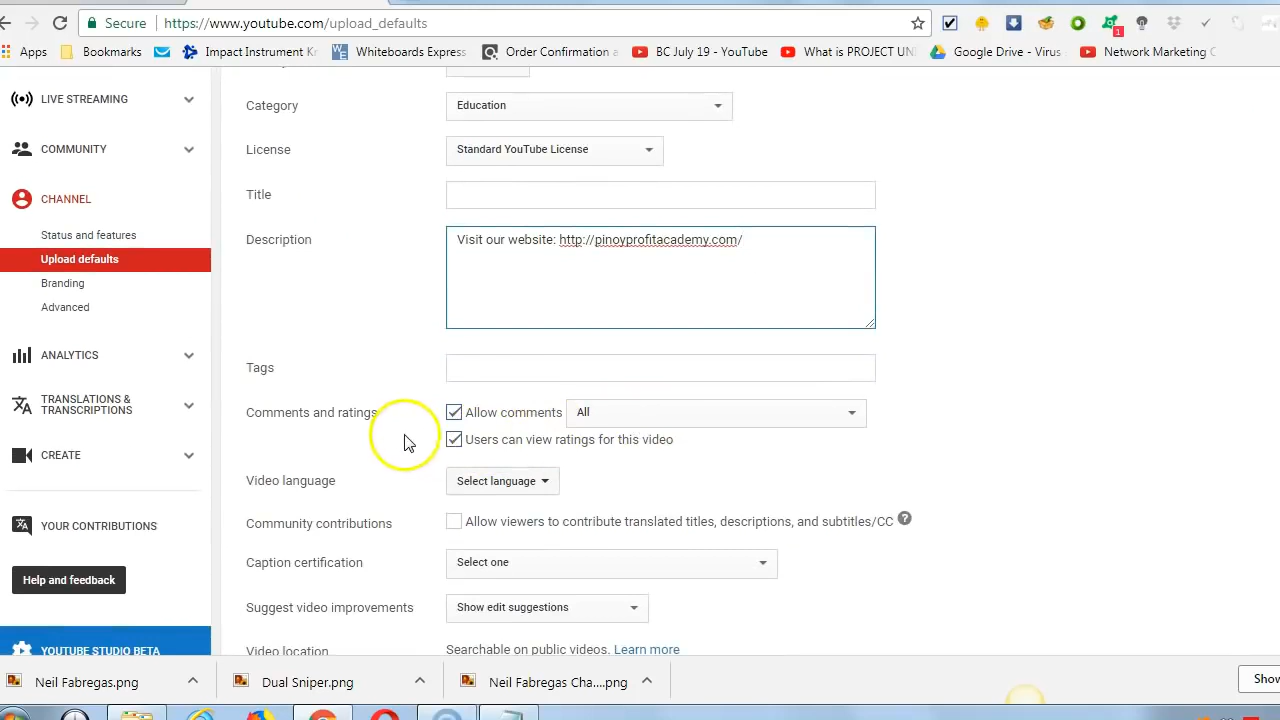 Secure https://www.youtube.com/upload_defaults
1
Apps Bookmarks Impact Instrument Kr Whiteboards Express Order Confirmation a BC July 19 - YouTube What is PROJECT UNI Google Drive - Virus Network Marketing C
LIVE STREAMING
COMMUNITY
CHANNEL
Status and features
Upload defaults
Branding
Advanced
ANALYTICS
TRANSLATIONS &
TRANSCRIPTIONS
CREATE
YOUR CONTRIBUTIONS
Help and feedback
YOUTUBE STUDIO BETA
Category Education
License Standard YouTube License
Title
Description Visit our website: http://pinoyprofitacademy.com/
Tags
Comments and ratings Allow comments All
Users can view ratings for this video
Video language Select language
Community contributions Allow viewers to contribute translated titles, descriptions, and subtitles/CC ?
Caption certification Select one
Suggest video improvements Show edit suggestions
Video location Searchable on public videos. Learn more
Neil Fabregas.png Dual Sniper.png Neil Fabregas Cha....png Show